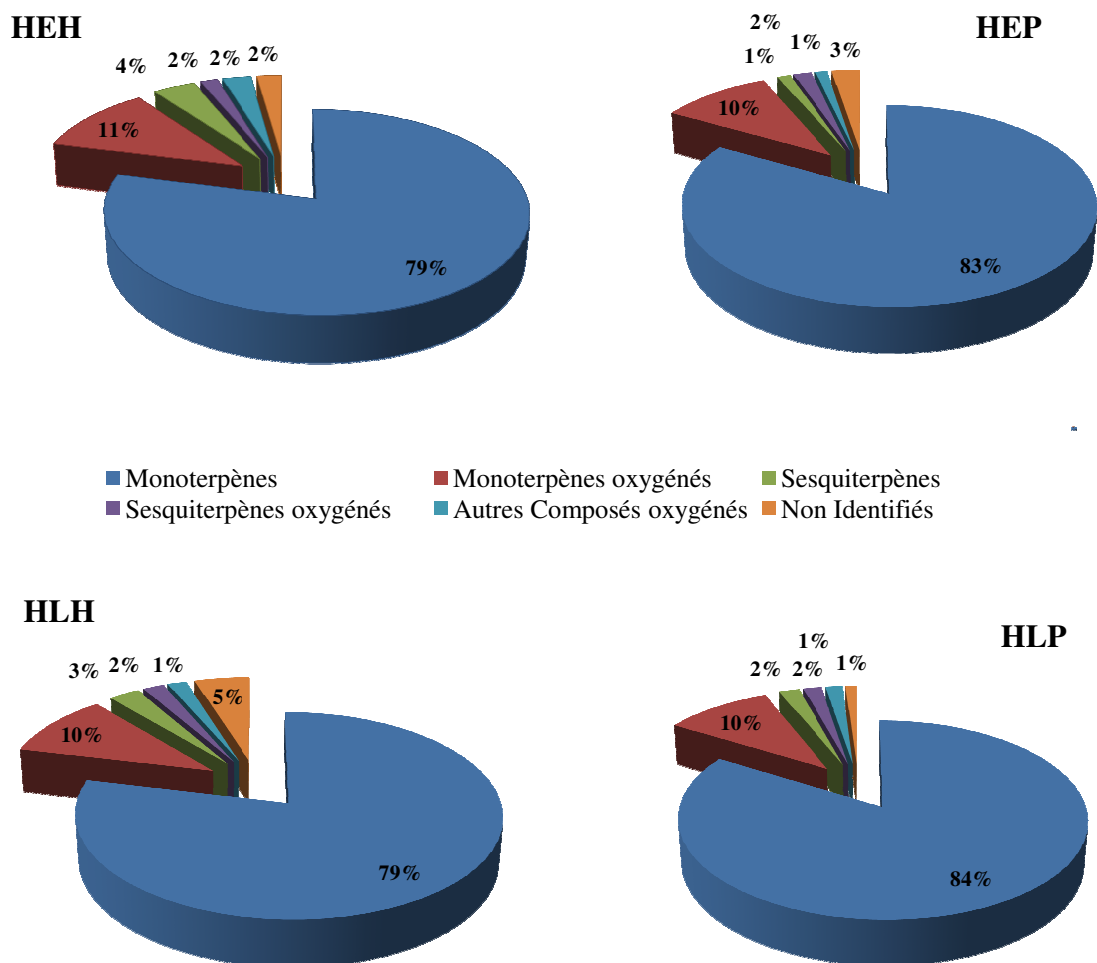 HEH
HEP
4% 2% 2% 2%
11%
79%
2%
1% 1% 3%
10%
83%
Monoterpènes Monoterpènes oxygénés Sesquiterpènes
Sesquiterpènes oxygénés Autres Composés oxygénés Non Identifiés
HLH
HLP
3% 2% 1%
5%
10%
79%
1%
2% 2% 1%
10%
84%